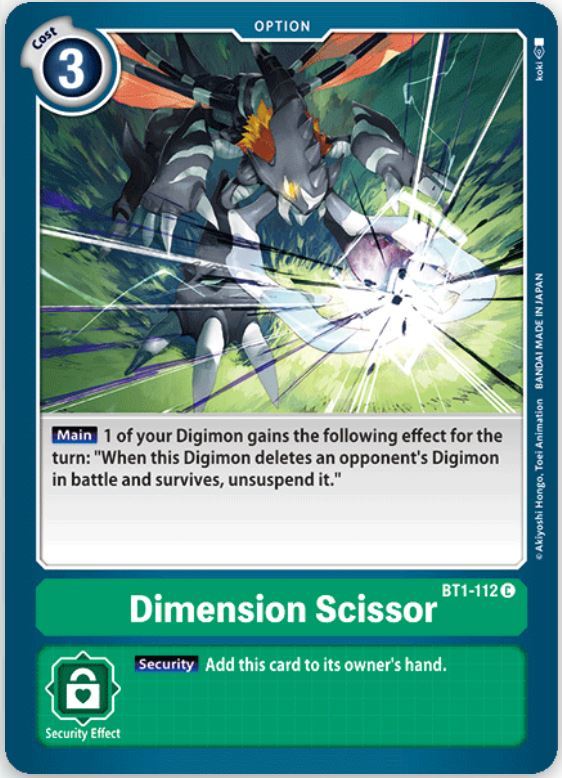 OPTION
Cost
3
koki
©Akiyoshi Hongo, Toei Animation BANDAI MADE IN JAPAN
Main 1 of your Digimon gains the following effect for the
turn: "When this Digimon deletes an opponent's Digimon
in battle and survives, unsuspend it."
BT1-112 C
Dimension Scissor
Security Add this card to its owner's hand.
Security Effect